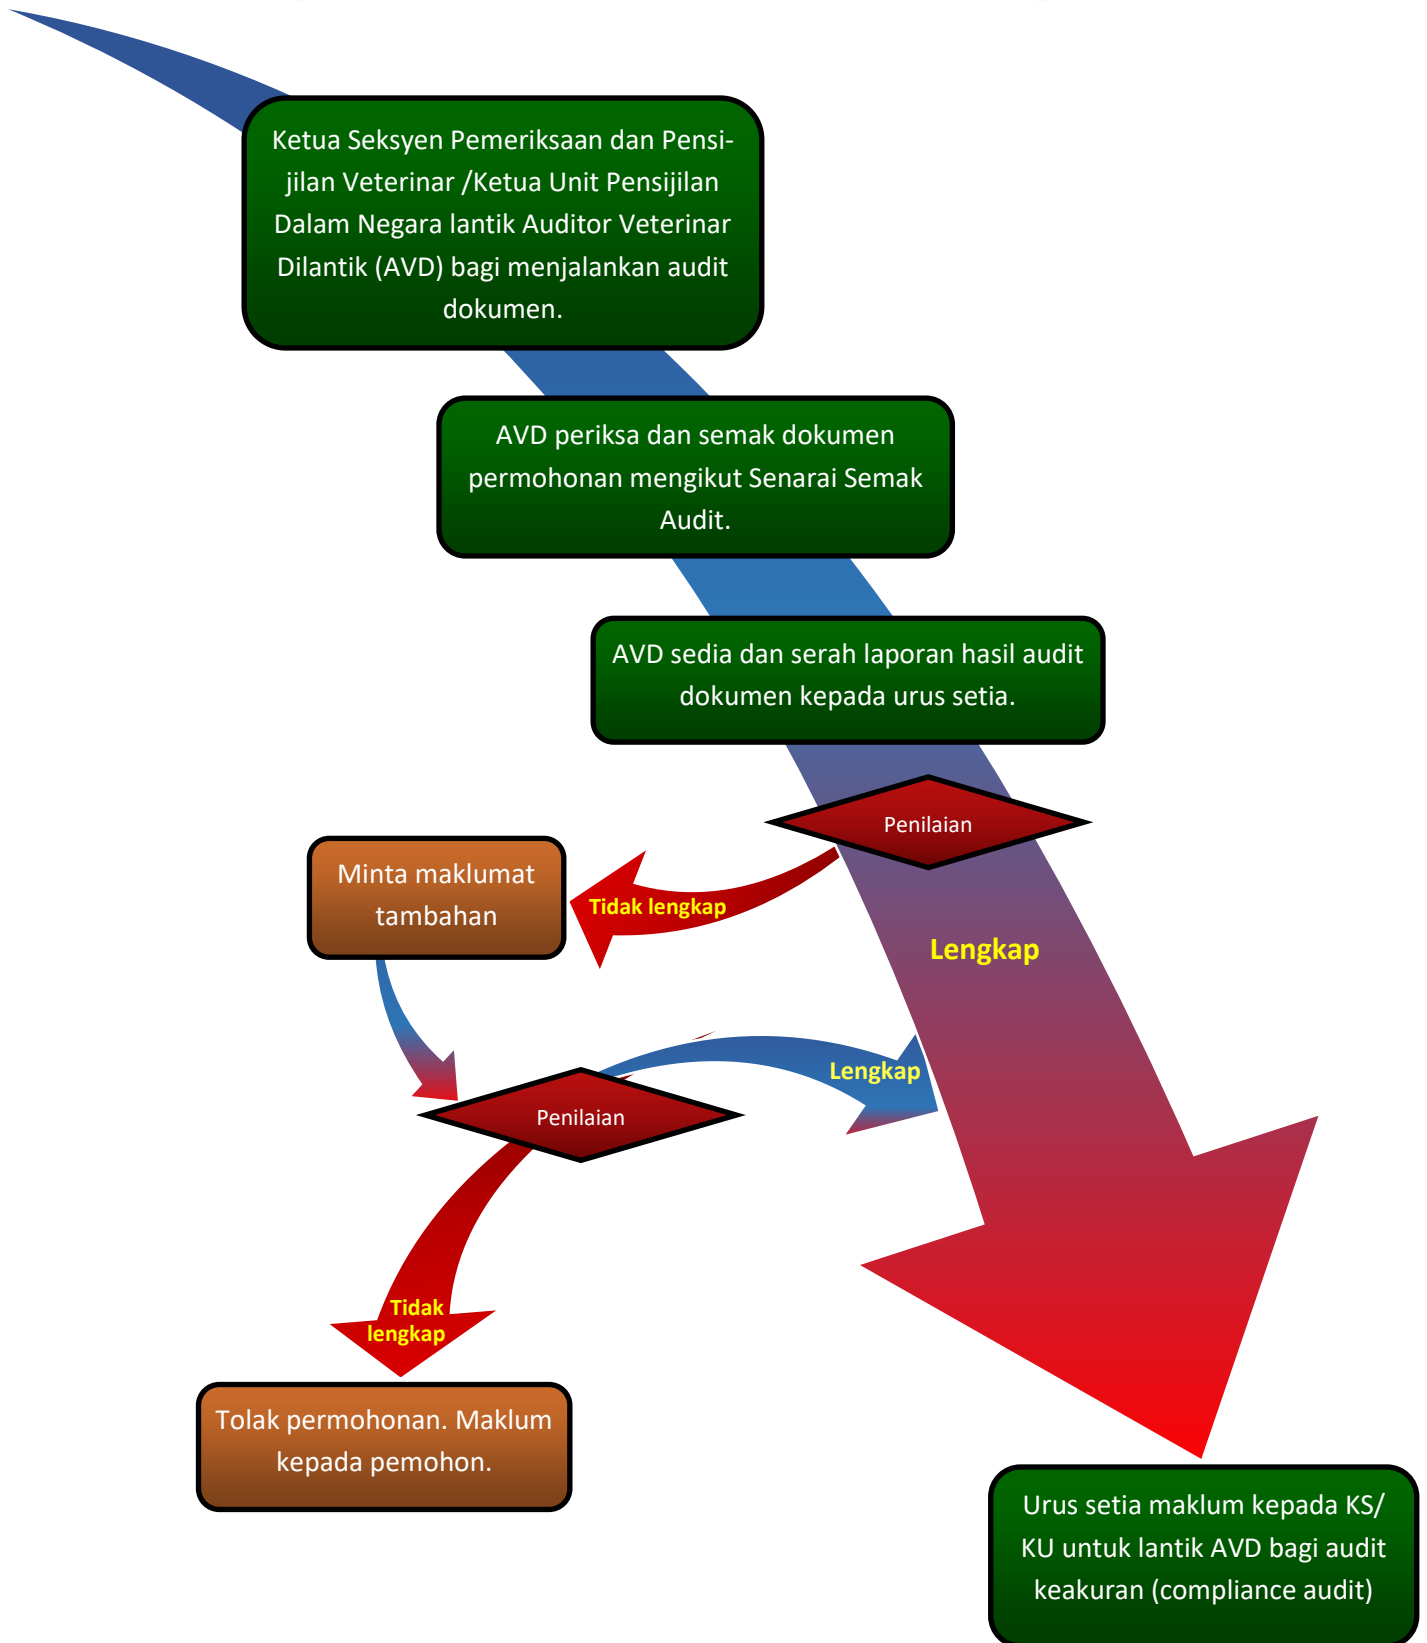 Ketua Seksyen Pemeriksaan dan Pensi-
jilan Veterinar /Ketua Unit Pensijilan
Dalam Negara lantik Auditor Veterinar
Dilantik (AVD) bagi menjalankan audit
dokumen.
AVD periksa dan semak dokumen
permohonan mengikut Senarai Semak
Audit.
AVD sedia dan serah laporan hasil audit
dokumen kepada urus setia.
Penilaian
Minta maklumat
tambahan
Tidak lengkap
Lengkap
Lengkap
Penilaian
Tidak
lengkap
Tolak permohonan. Maklum
kepada pemohon.
Urus setia maklum kepada KS/
KU untuk lantik AVD bagi audit
keakuran (compliance audit)